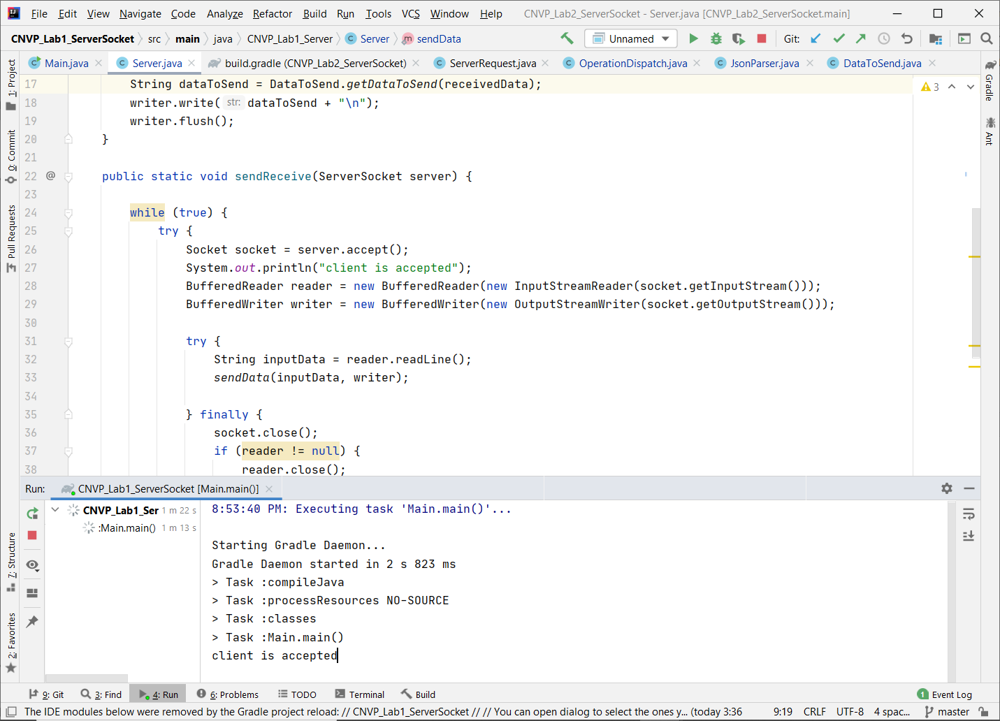 File Edit View Navigate Code Analyze Refactor Build Run Tools VCS Window Help CNVP_Lab2_ServerSocket - Server.java [CNVP_Lab2_ServerSocket.main]
CNVP_Lab1_ServerSocket src main java CNVP_Lab1_Server C Server m sendData Unnamed Git:
Main.java Server.java build.gradle (CNVP_Lab2_ServerSocket) ServerRequest.java OperationDispatch.java JsonParser.java DataToSend.java
1: Project
0: Commit
Pull Requests
7: Structure
2: Favorites
Gradle
Ant
3
17 String dataToSend = DataToSend.getDataToSend(receivedData);
18 writer.write( str: dataToSend + "\n");
19 writer.flush();
20 }
21
22 @ public static void sendReceive(ServerSocket server) {
23
24 while (true) {
25 try {
26 Socket socket = server.accept();
27 System.out.println("client is accepted");
28 BufferedReader reader = new BufferedReader(new InputStreamReader(socket.getInputStream()));
29 BufferedWriter writer = new BufferedWriter(new OutputStreamWriter(socket.getOutputStream()));
30
31 try {
32 String inputData = reader.readLine();
33 sendData(inputData, writer);
34
35 } finally {
36 socket.close();
37 if (reader != null) {
38 reader.close();
Run: CNVP_Lab1_ServerSocket [Main.main()]
CNVP_Lab1_Ser 1 m 22 s
:Main.main() 1 m 13 s
8:53:40 PM: Executing task 'Main.main()'...
Starting Gradle Daemon...
Gradle Daemon started in 2 s 823 ms
> Task :compileJava
> Task :processResources NO-SOURCE
> Task :classes
> Task :Main.main()
client is accepted
9: Git 3: Find 4: Run 6: Problems TODO Terminal Build 1 Event Log
The IDE modules below were removed by the Gradle project reload: // CNVP_Lab1_ServerSocket // // You can open dialog to select the ones y... (today 3:36 9:19 CRLF UTF-8 4 spac... master